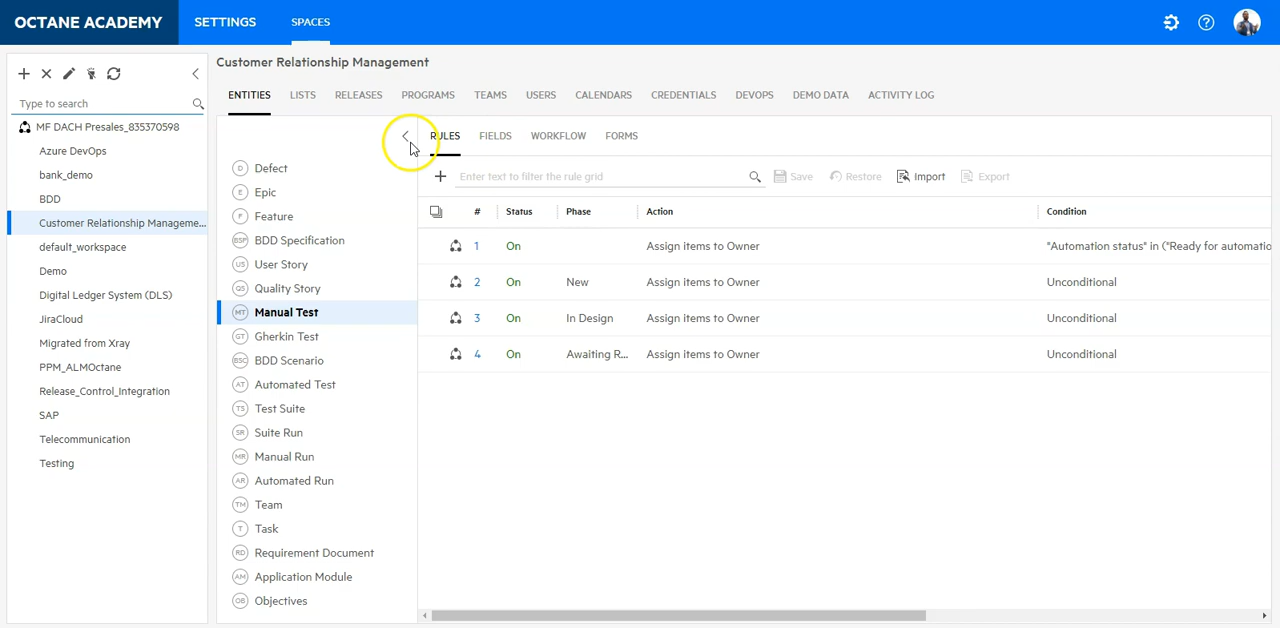 OCTANE ACADEMY SETTINGS SPACES
Customer Relationship Management
ENTITIES LISTS RELEASES PROGRAMS TEAMS USERS CALENDARS CREDENTIALS DEVOPS DEMO DATA ACTIVITY LOG
Type to search
MF DACH Presales_835370598
Azure DevOps
bank_demo
BDD
Customer Relationship Manageme...
default_workspace
Demo
Digital Ledger System (DLS)
JiraCloud
Migrated from Xray
PPM_ALMOctane
Release_Control_Integration
SAP
Telecommunication
Testing
D Defect
E Epic
F Feature
BSP BDD Specification
US User Story
QS Quality Story
MT Manual Test
GT Gherkin Test
BSC BDD Scenario
AT Automated Test
TS Test Suite
SR Suite Run
MR Manual Run
AR Automated Run
TM Team
T Task
RD Requirement Document
AM Application Module
OB Objectives
RULES FIELDS WORKFLOW FORMS
Enter text to filter the rule grid Save Restore Import Export
# Status Phase Action Condition
1 On Assign items to Owner "Automation status" in ("Ready for automatio
2 On New Assign items to Owner Unconditional
3 On In Design Assign items to Owner Unconditional
4 On Awaiting R... Assign items to Owner Unconditional